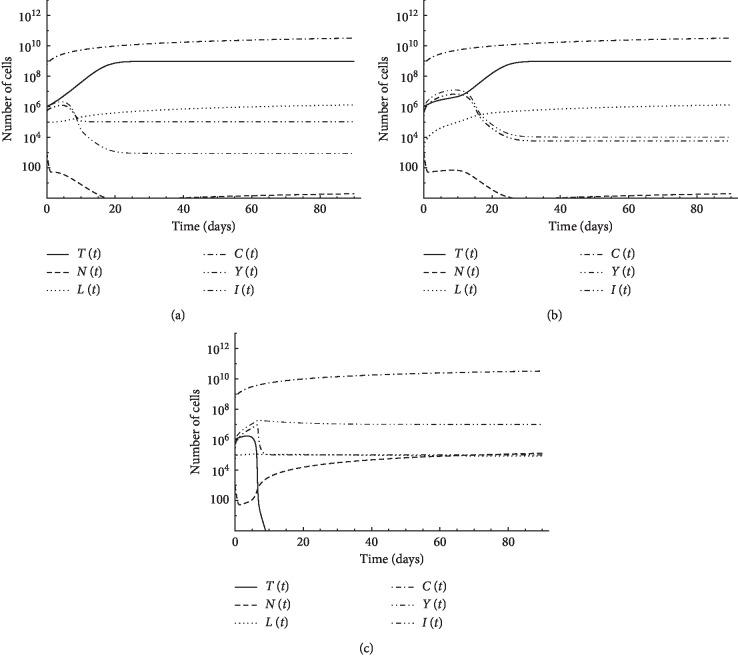 Number of cells
10^12
10^10
10^8
10^6
10^4
100
0 20 40 60 80
Time (days)
T (t)
N (t)
L (t)
C (t)
Y (t)
I (t)
(a)
Number of cells
10^12
10^10
10^8
10^6
10^4
100
0 20 40 60 80
Time (days)
T (t)
N (t)
L (t)
C (t)
Y (t)
I (t)
(b)
Number of cells
10^12
10^10
10^7
10^6
10^4
100
0 20 40 60 80
Time (days)
T (t)
N (t)
L (t)
C (t)
Y (t)
I (t)
(c)